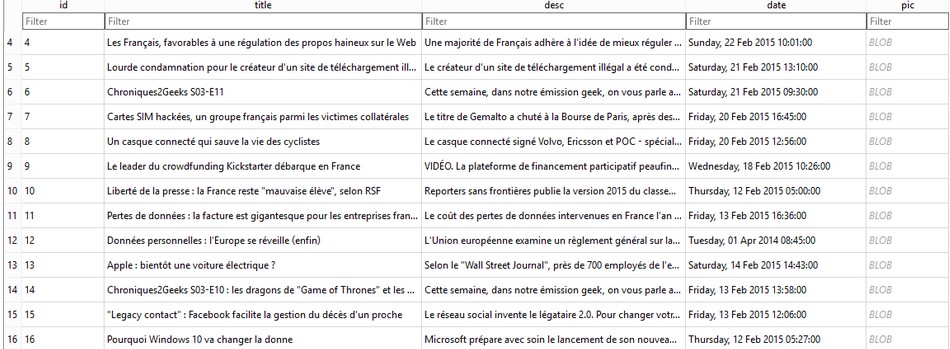 id title desc date pic
Filter Filter Filter Filter Filter
4 4 Les Français, favorables à une régulation des propos haineux sur le Web Une majorité de Français adhère à l'idée de mieux réguler ... Sunday, 22 Feb 2015 10:01:00 BLOB
5 5 Lourde condamnation pour le créateur d'un site de téléchargement ill... Le créateur d'un site de téléchargement illégal a été cond... Saturday, 21 Feb 2015 13:10:00 BLOB
6 6 Chroniques2Geeks S03-E11 Cette semaine, dans notre émission geek, on vous parle a... Saturday, 21 Feb 2015 09:30:00 BLOB
7 7 Cartes SIM hackées, un groupe français parmi les victimes collatérales Le titre de Gemalto a chuté à la Bourse de Paris, après des... Friday, 20 Feb 2015 16:45:00 BLOB
8 8 Un casque connecté qui sauve la vie des cyclistes Le casque connecté signé Volvo, Ericsson et POC - spécial... Friday, 20 Feb 2015 12:56:00 BLOB
9 9 Le leader du crowdfunding Kickstarter débarque en France VIDÉO. La plateforme de financement participatif peaufin... Wednesday, 18 Feb 2015 10:26:00 BLOB
10 10 Liberté de la presse : la France reste "mauvaise élève", selon RSF Reporters sans frontières publie la version 2015 du classe... Thursday, 12 Feb 2015 05:00:00 BLOB
11 11 Pertes de données : la facture est gigantesque pour les entreprises fran... Le coût des pertes de données intervenues en France l'an ... Friday, 13 Feb 2015 16:36:00 BLOB
12 12 Données personnelles : l'Europe se réveille (enfin) L'Union européenne examine un règlement général sur la... Tuesday, 01 Apr 2014 08:45:00 BLOB
13 13 Apple : bientôt une voiture électrique ? Selon le "Wall Street Journal", près de 700 employés de l'e... Saturday, 14 Feb 2015 14:43:00 BLOB
14 14 Chroniques2Geeks S03-E10 : les dragons de "Game of Thrones" et les ... Cette semaine, dans notre émission geek, on vous parle a... Friday, 13 Feb 2015 13:58:00 BLOB
15 15 "Legacy contact" : Facebook facilite la gestion du décès d'un proche Le réseau social invente le légataire 2.0. Pour changer votr... Friday, 13 Feb 2015 12:06:00 BLOB
16 16 Pourquoi Windows 10 va changer la donne Microsoft prépare avec soin le lancement de son nouvea... Thursday, 12 Feb 2015 05:27:00 BLOB